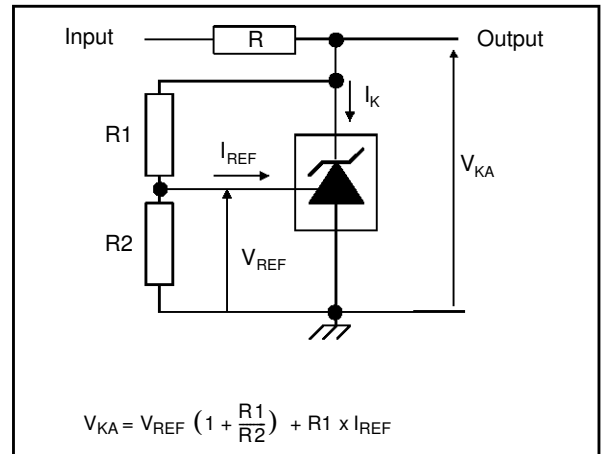 Input
R
Output
I_K
R1
I_REF
V_KA
R2
V_REF
V_KA = V_REF (1 + R1/R2) + R1 x I_REF